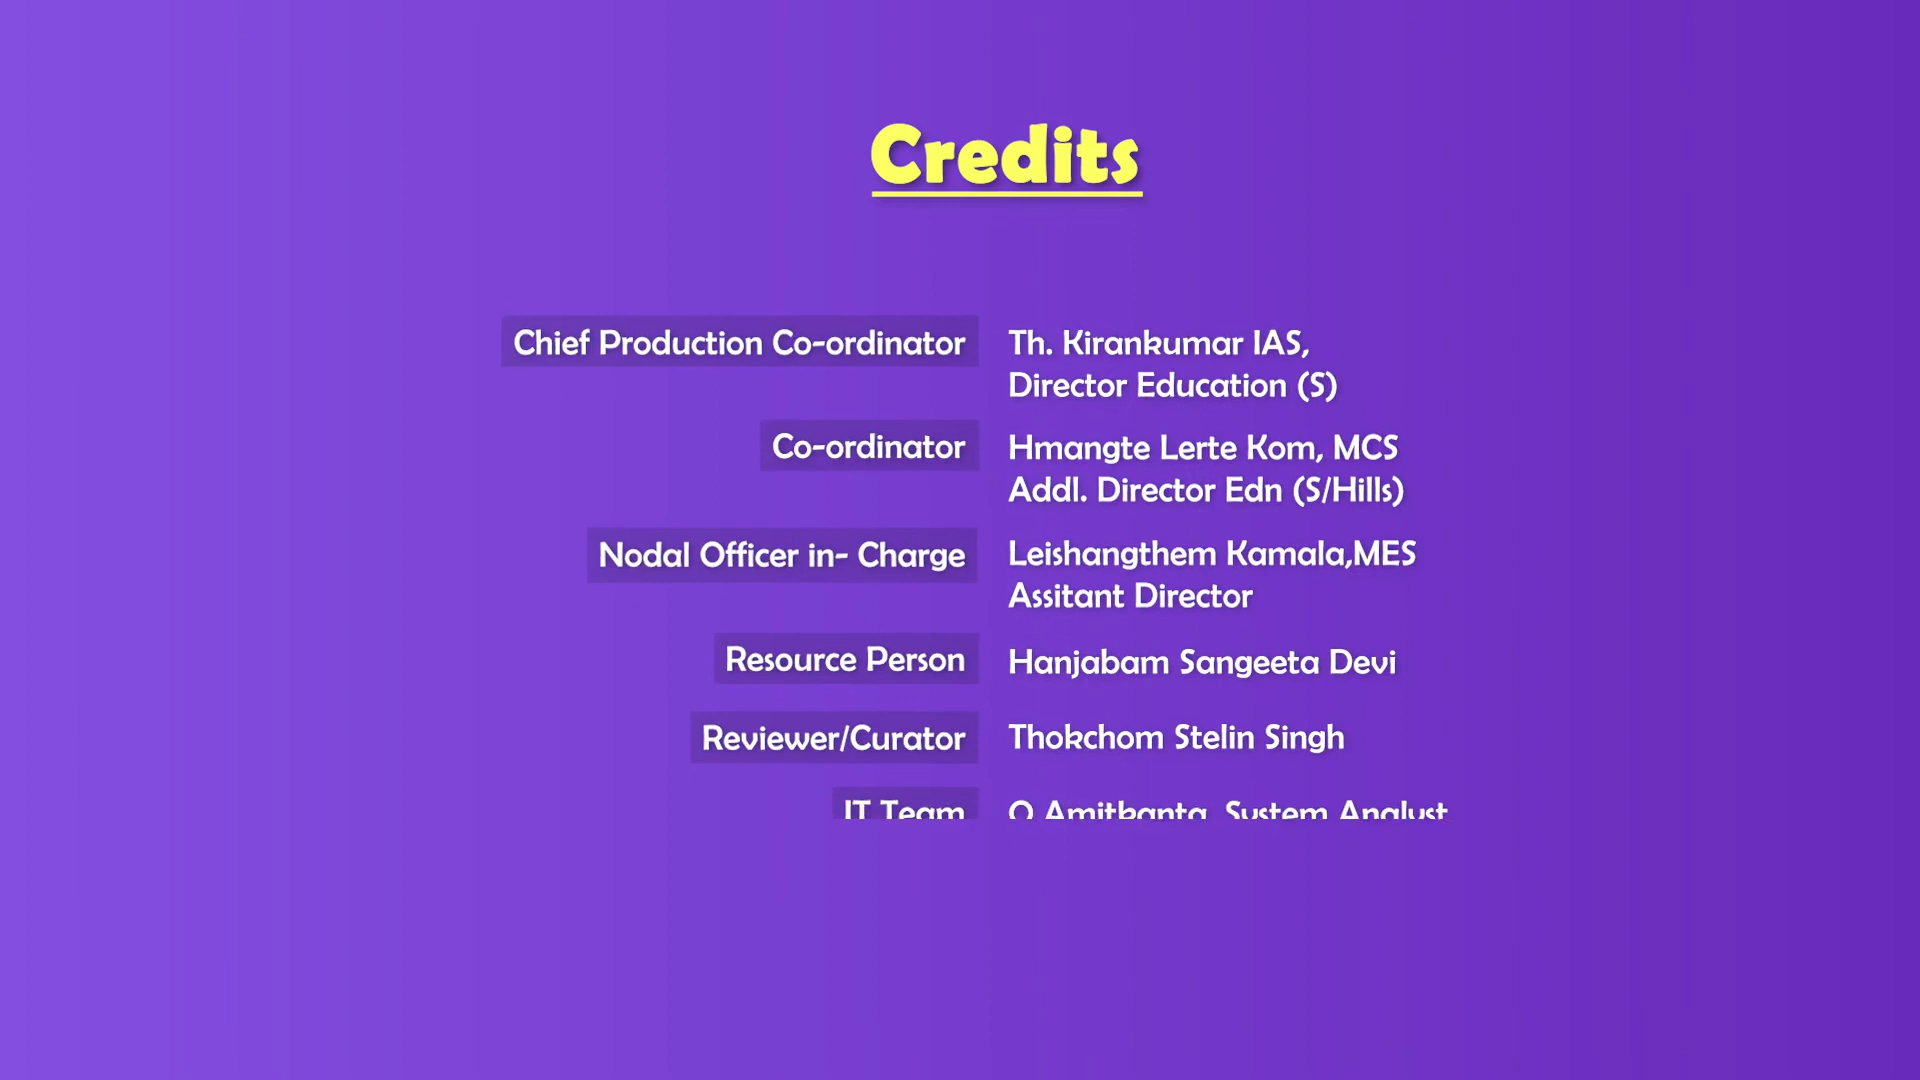 Credits
Chief Production Co-ordinator Th. Kirankumar IAS,
Director Education (S)
Co-ordinator Hmangte Lerte Kom, MCS
Addl. Director Edn (S/Hills)
Nodal Officer in- Charge Leishangthem Kamala,MES
Assitant Director
Resource Person Hanjabam Sangeeta Devi
Reviewer/Curator Thokchom Stelin Singh
IT Team Amitkanta, System Analyst